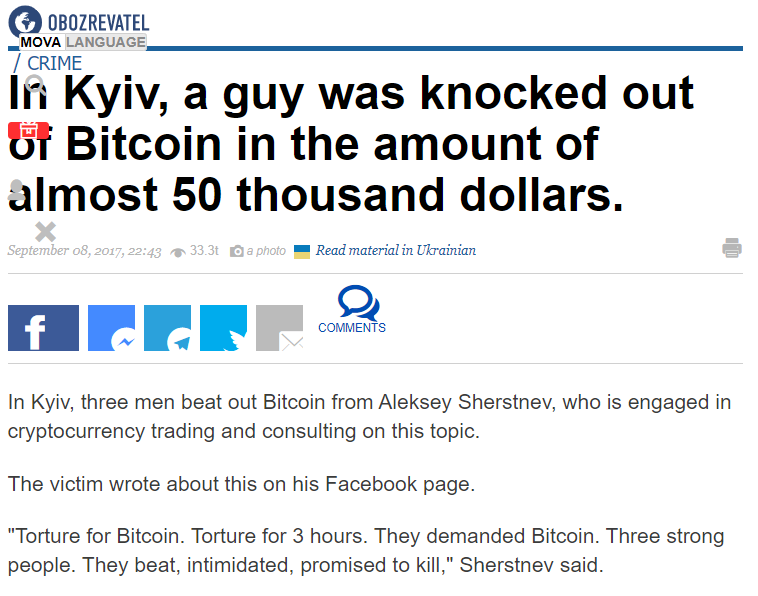 OBOZREVATEL
MOVA LANGUAGE
/ CRIME
In Kyiv, a guy was knocked out
of Bitcoin in the amount of
almost 50 thousand dollars.
September 08, 2017, 22:43 33.3t a photo Read material in Ukrainian
COMMENTS
In Kyiv, three men beat out Bitcoin from Aleksey Sherstnev, who is engaged in
cryptocurrency trading and consulting on this topic.
The victim wrote about this on his Facebook page.
"Torture for Bitcoin. Torture for 3 hours. They demanded Bitcoin. Three strong
people. They beat, intimidated, promised to kill," Sherstnev said.